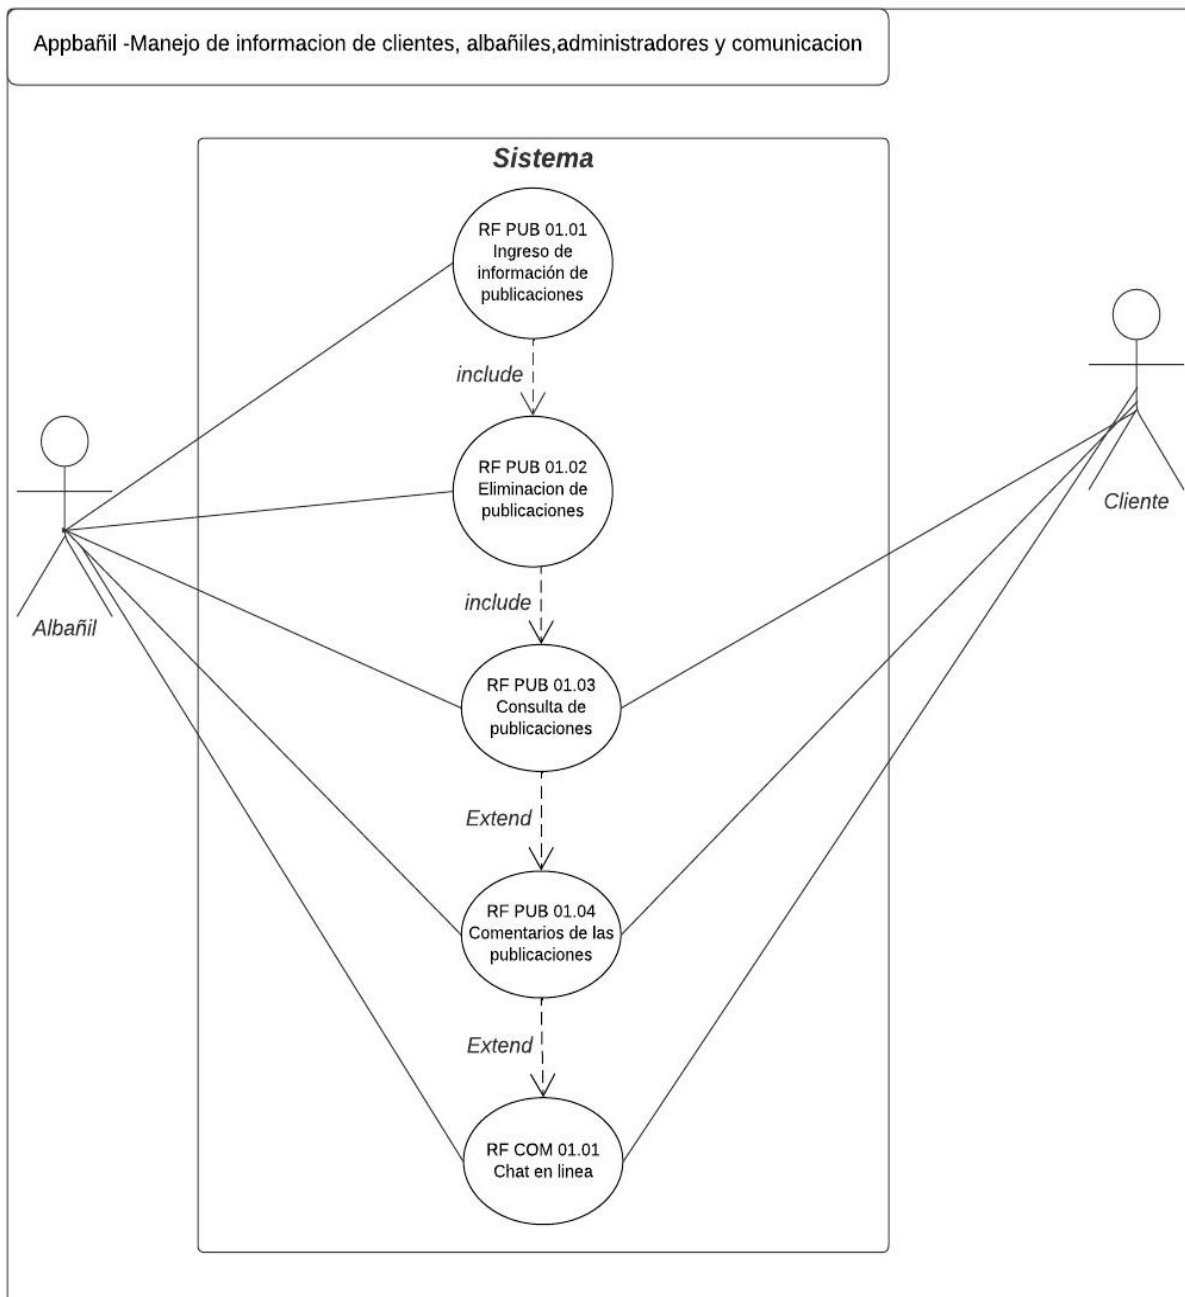 Appbañil -Manejo de informacion de clientes, albañiles,administradores y comunicacion
Sistema
RF PUB 01.01
Ingreso de
información de
publicaciones
include
RF PUB 01.02
Eliminacion de
publicaciones
Cliente
include
Albañil
RF PUB 01.03
Consulta de
publicaciones
Extend
RF PUB 01.04
Comentarios de las
publicaciones
Extend
RF COM 01.01
Chat en linea